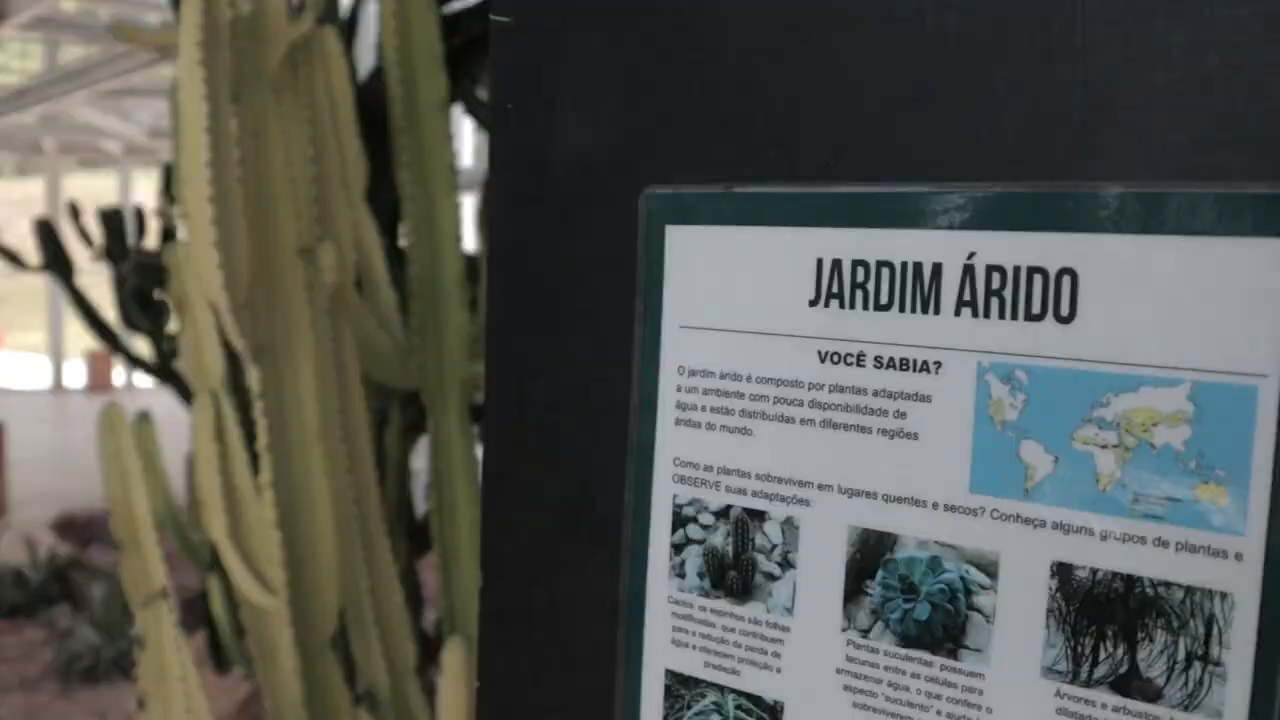 JARDIM ÁRIDO
VOCÊ SABIA?
O jardim árido é composto por plantas adaptadas
a um ambiente com pouca disponibilidade de
água e estão distribuídas em diferentes regiões
áridas do mundo.
Como as plantas sobrevivem em lugares quentes e secos? Conheça alguns grupos de plantas e
OBSERVE suas adaptações:
Cactos: os espinhos são folhas
modificadas que contribuem
para a redução da perda de
água e oferecem proteção à
predação.
Plantas suculentas: possuem
lacunas entre as células para
armazenar água, o que confere o
aspecto "suculento" e ajuda
sobreviverem
Árvores e arbustos